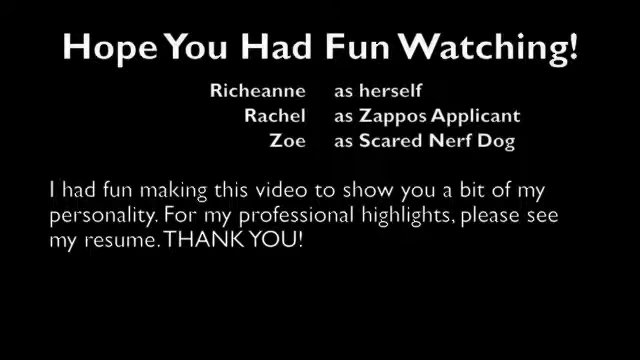 Hope You Had Fun Watching!
Richeanne as herself
Rachel as Zappos Applicant
Zoe as Scared Nerf Dog
I had fun making this video to show you a bit of my
personality. For my professional highlights, please see
my resume. THANK YOU!